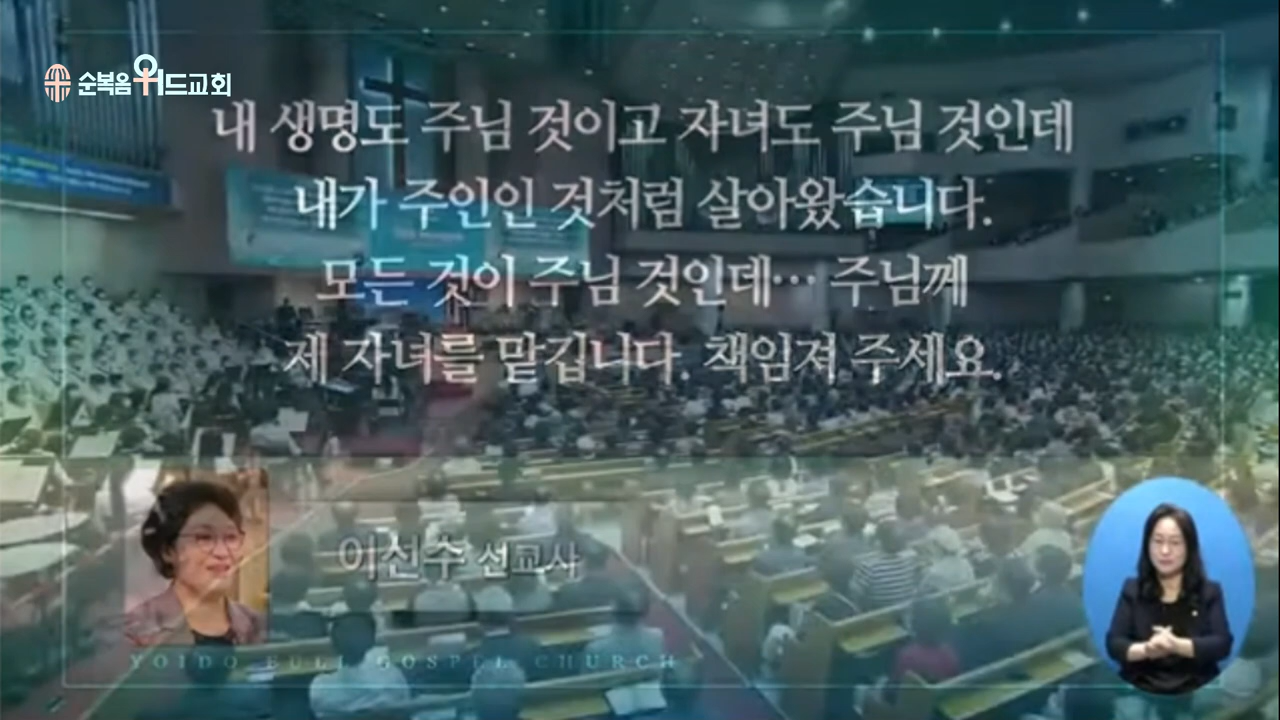 순복음위드교회
내 생명도 주님 것이고 자녀도 주님 것인데
내가 주인인 것처럼 살아왔습니다.
모든 것이 주님 것인데… 주님께
제 자녀를 맡깁니다. 책임져 주세요.
이선수 선교사
YOIDO FULL GOSPEL CHURCH